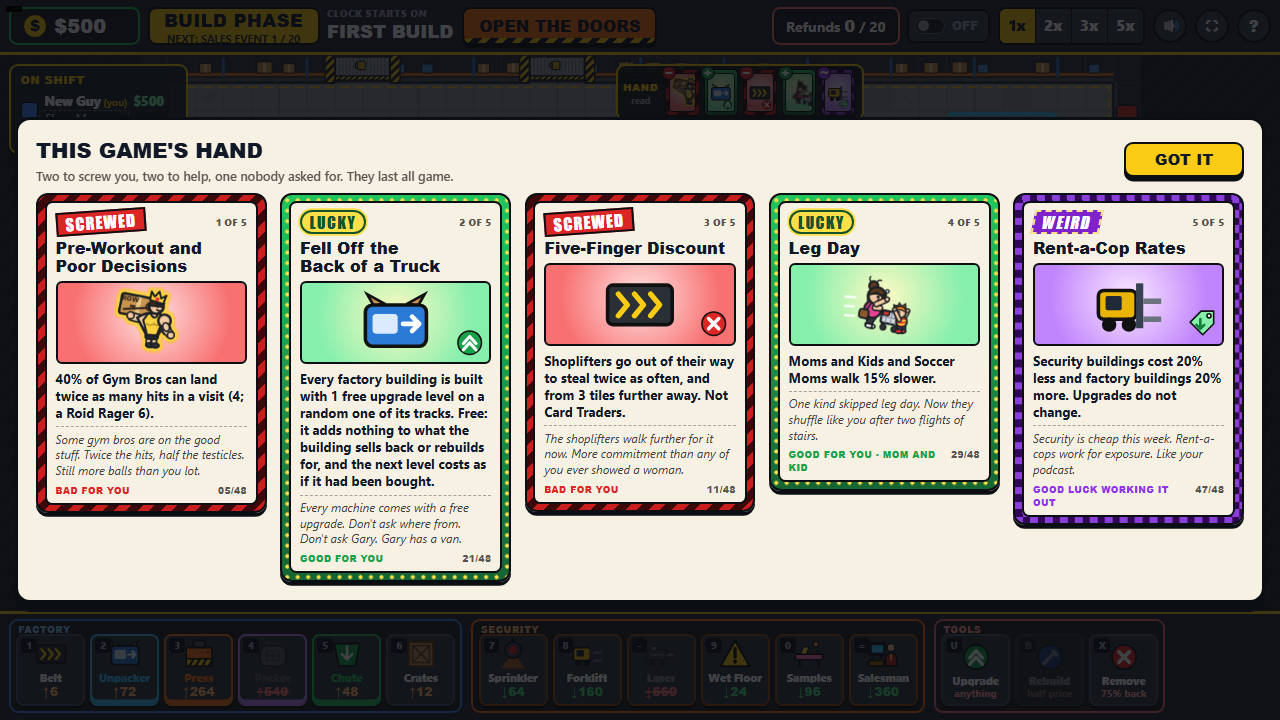 $500
BUILD PHASE
NEXT: SALES EVENT 1 / 20
CLOCK STARTS ON
FIRST BUILD
OPEN THE DOORS
Refunds 0 / 20
OFF
1x
2x
3x
5x
?
ON SHIFT
New Guy (you) $500
HAND
read
THIS GAME'S HAND
Two to screw you, two to help, one nobody asked for. They last all game.
GOT IT
SCREWED
1 OF 5
Pre-Workout and
Poor Decisions
40% of Gym Bros can land
twice as many hits in a visit (4;
a Roid Rager 6).
Some gym bros are on the good
stuff. Twice the hits, half the testicles.
Still more balls than you lot.
BAD FOR YOU
05/48
LUCKY
2 OF 5
Fell Off the
Back of a Truck
Every factory building is built
with 1 free upgrade level on a
random one of its tracks. Free:
it adds nothing to what the
building sells back or rebuilds
for, and the next level costs as
if it had been bought.
Every machine comes with a free
upgrade. Don't ask where from.
Don't ask Gary. Gary has a van.
GOOD FOR YOU
21/48
SCREWED
3 OF 5
Five-Finger Discount
Shoplifters go out of their way
to steal twice as often, and
from 3 tiles further away. Not
Card Traders.
The shoplifters walk further for it
now. More commitment than any of
you ever showed a woman.
BAD FOR YOU
11/48
LUCKY
4 OF 5
Leg Day
Moms and Kids and Soccer
Moms walk 15% slower.
One kind skipped leg day. Now they
shuffle like you after two flights of
stairs.
GOOD FOR YOU · MOM AND
KID
29/48
WEIRD
5 OF 5
Rent-a-Cop Rates
Security buildings cost 20%
less and factory buildings 20%
more. Upgrades do not
change.
Security is cheap this week. Rent-a-
cops work for exposure. Like your
podcast.
GOOD LUCK WORKING IT
OUT
47/48
FACTORY
1
Belt
↑6
2
Unpacker
↑72
3
Press
↑264
4
Packer
↑540
5
Chute
↑48
6
Crates
↑12
SECURITY
7
Sprinkler
↓64
8
Forklift
↓160
-
Laser
↓560
9
Wet Floor
↓24
0
Samples
↓96
=
Salesman
↓360
TOOLS
U
Upgrade
anything
B
Rebuild
half price
X
Remove
75% back